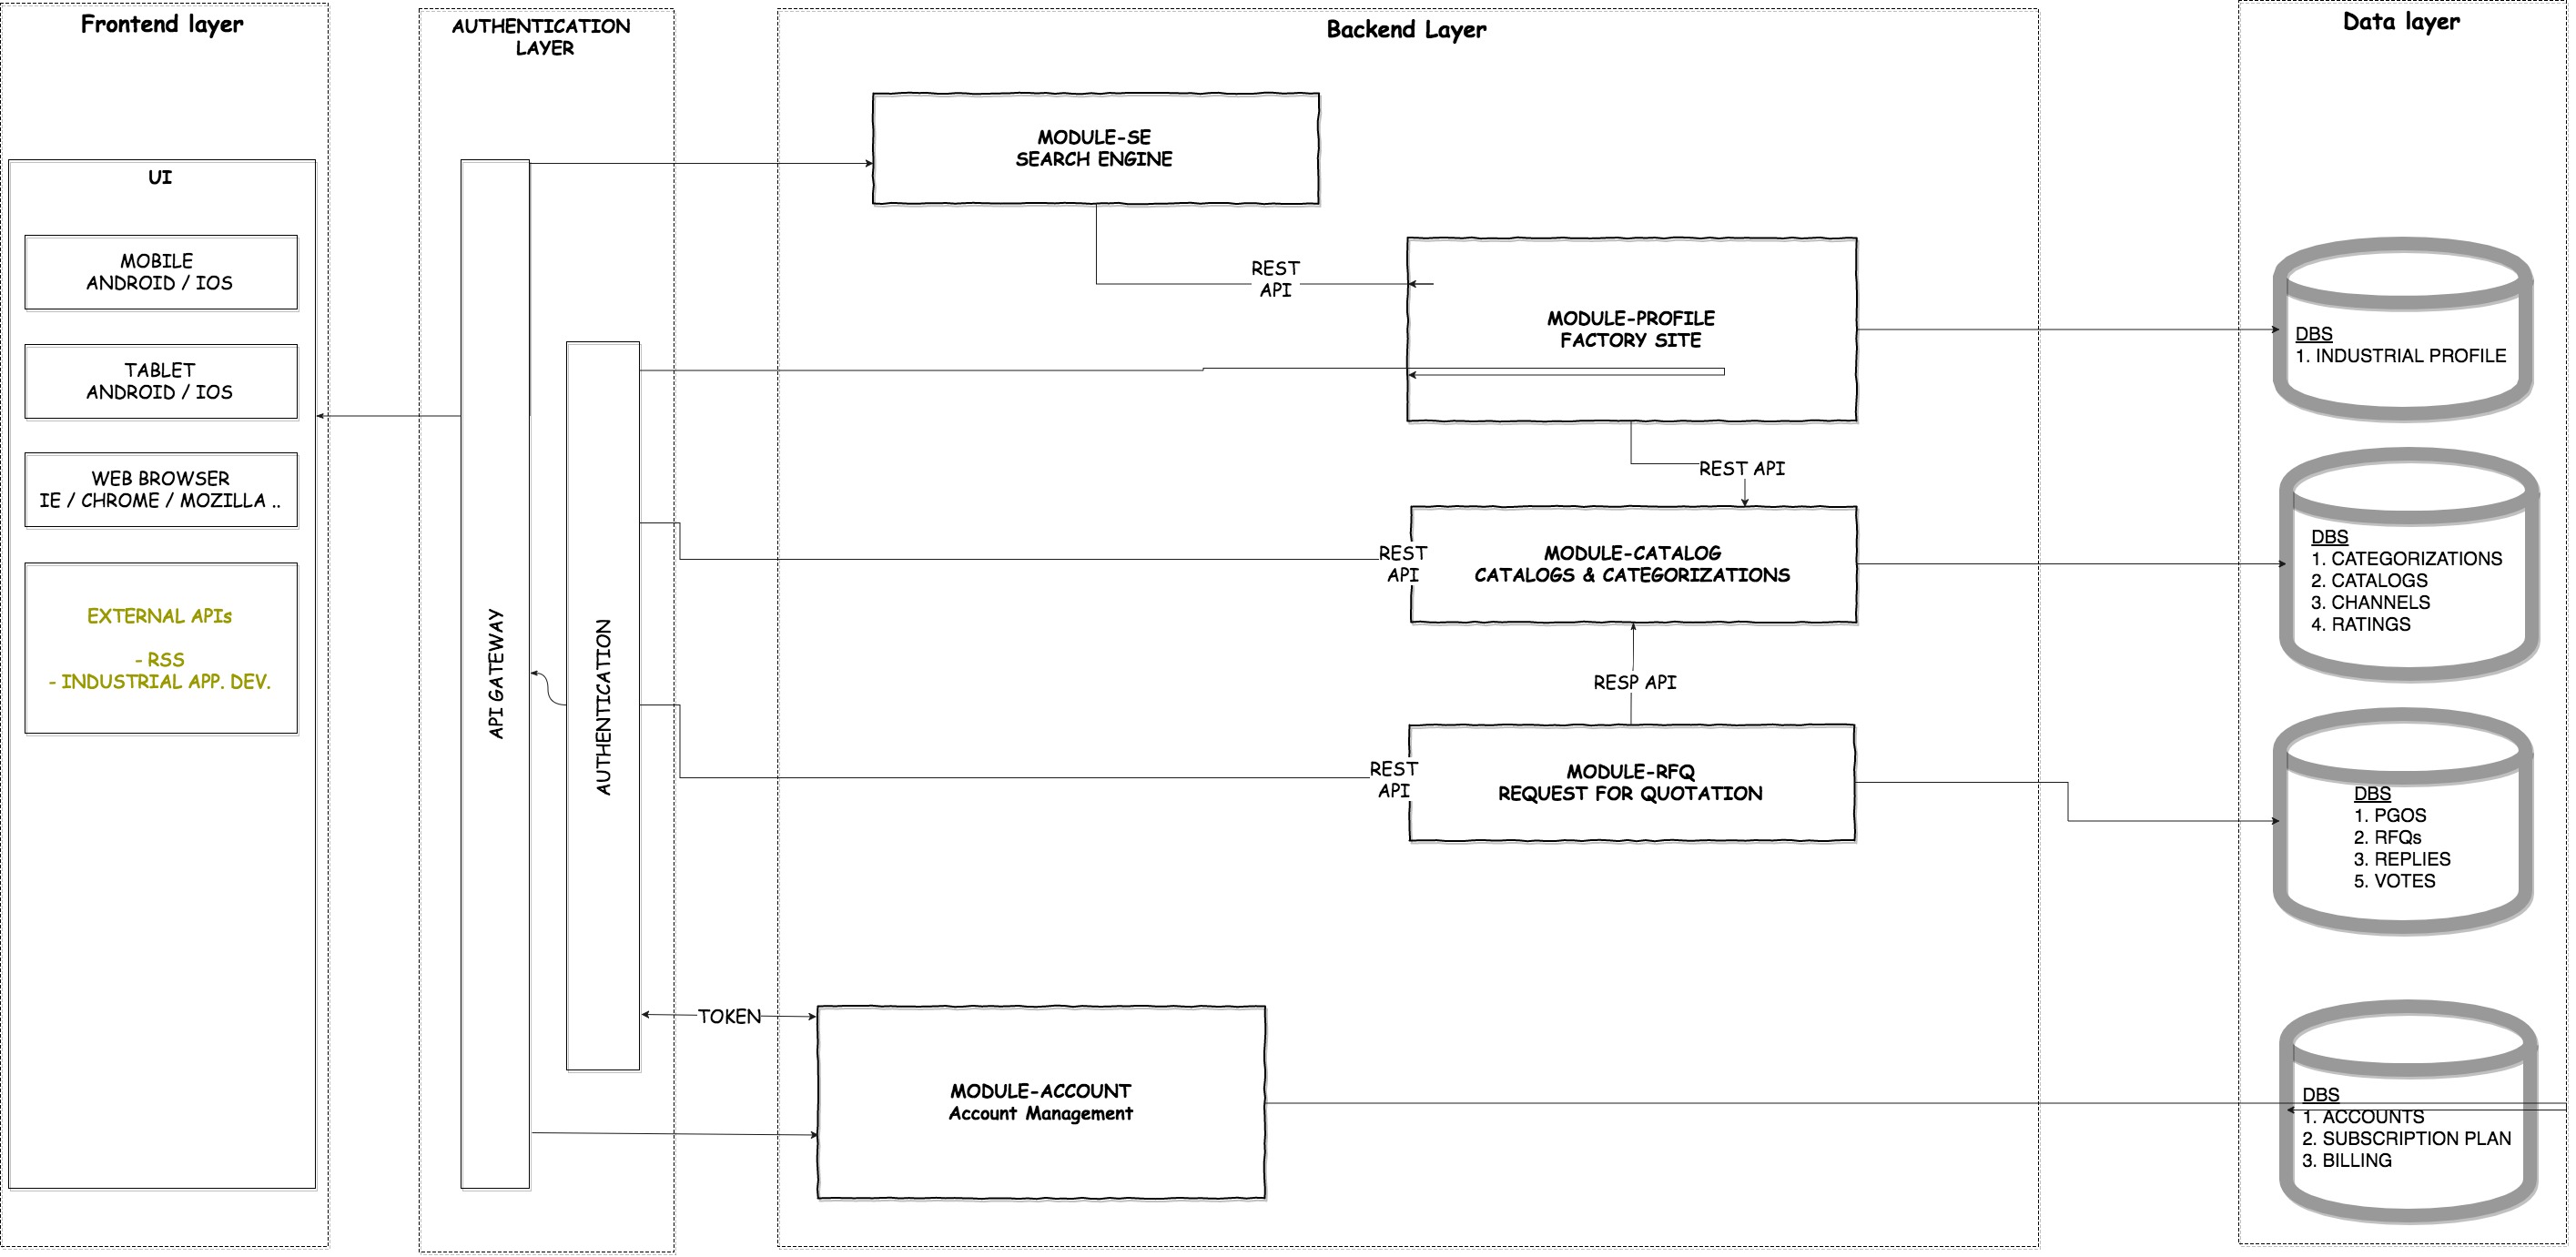 Frontend layer
UI
MOBILE
ANDROID / IOS
TABLET
ANDROID / IOS
WEB BROWSER
IE / CHROME / MOZILLA ..
EXTERNAL APIs
- RSS
- INDUSTRIAL APP. DEV.
AUTHENTICATION
LAYER
API GATEWAY
AUTHENTICATION
Backend Layer
MODULE-SE
SEARCH ENGINE
REST
API
MODULE-PROFILE
FACTORY SITE
REST API
REST
API
MODULE-CATALOG
CATALOGS & CATEGORIZATIONS
RESP API
REST
API
MODULE-RFQ
REQUEST FOR QUOTATION
TOKEN
MODULE-ACCOUNT
Account Management
Data layer
DBS
1. INDUSTRIAL PROFILE
DBS
1. CATEGORIZATIONS
2. CATALOGS
3. CHANNELS
4. RATINGS
DBS
1. PGOS
2. RFQs
3. REPLIES
5. VOTES
DBS
1. ACCOUNTS
2. SUBSCRIPTION PLAN
3. BILLING